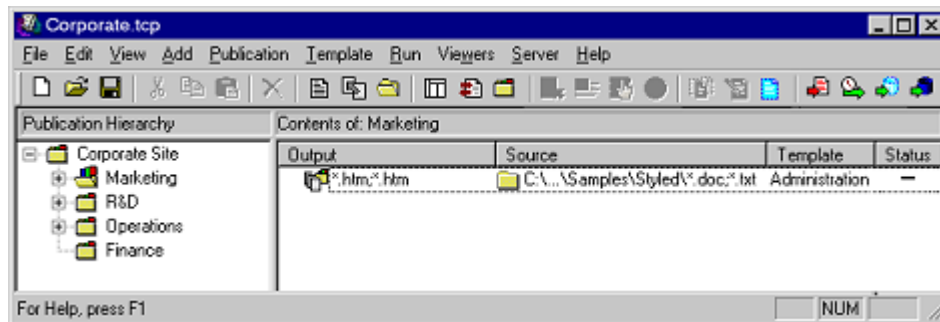 Corporate.tcp
File Edit View Add Publication Template Run Viewers Server Help
Publication Hierarchy
Contents of: Marketing
Corporate Site
Marketing
R&D
Operations
Finance
Output Source Template Status
*.htm;*.htm C:\...\Samples\Styled\*.doc;*.txt Administration —
For Help, press F1
NUM